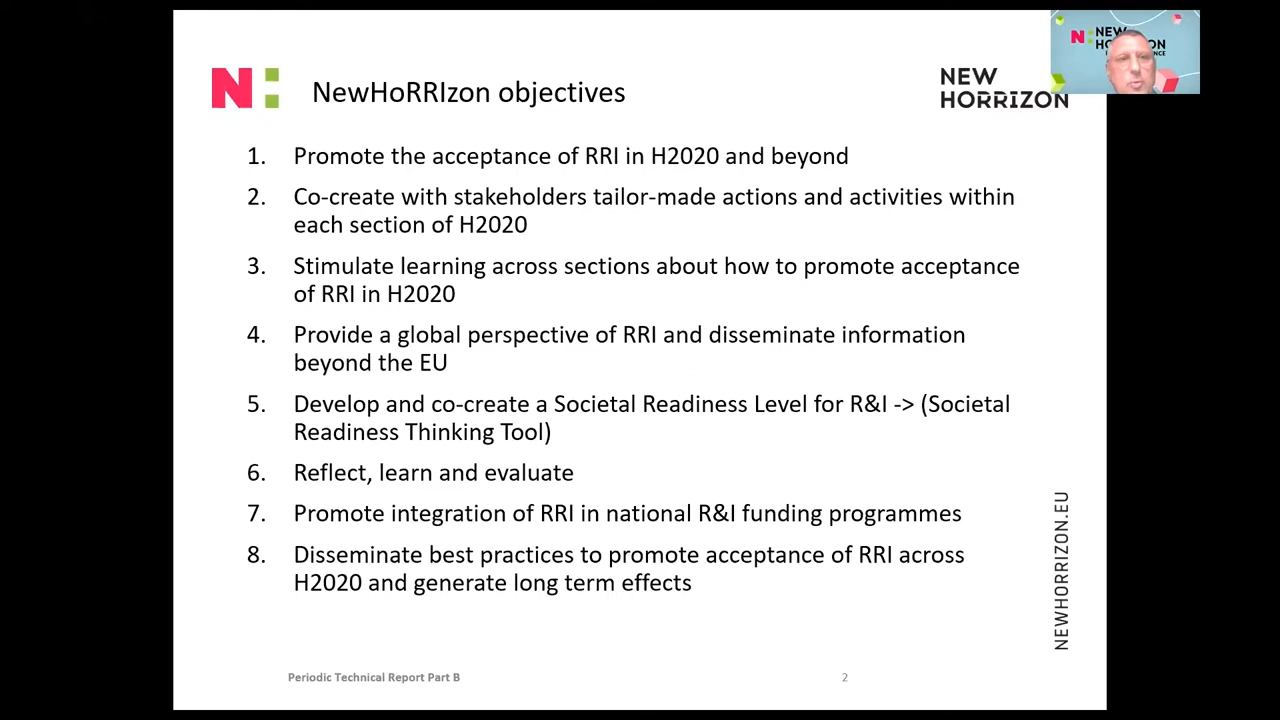 N:
NewHoRRIzon objectives
NEW
HORRIZON
1. Promote the acceptance of RRI in H2020 and beyond
2. Co-create with stakeholders tailor-made actions and activities within
each section of H2020
3. Stimulate learning across sections about how to promote acceptance
of RRI in H2020
4. Provide a global perspective of RRI and disseminate information
beyond the EU
5. Develop and co-create a Societal Readiness Level for R&I -> (Societal
Readiness Thinking Tool)
6. Reflect, learn and evaluate
7. Promote integration of RRI in national R&I funding programmes
8. Disseminate best practices to promote acceptance of RRI across
H2020 and generate long term effects
NEWHORRIZON.EU
Periodic Technical Report Part B
2
N:
NEW